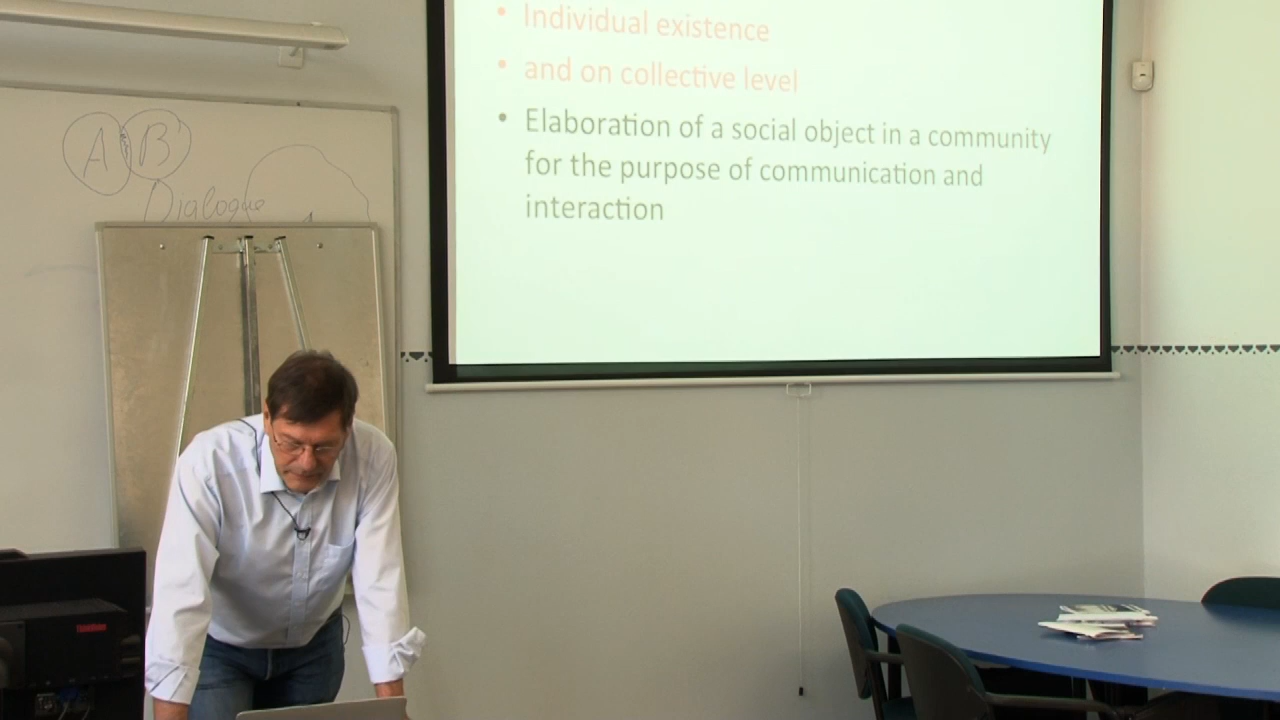 • Individual existence
• and on collective level
• Elaboration of a social object in a community
for the purpose of communication and
interaction
A B
Dialogue